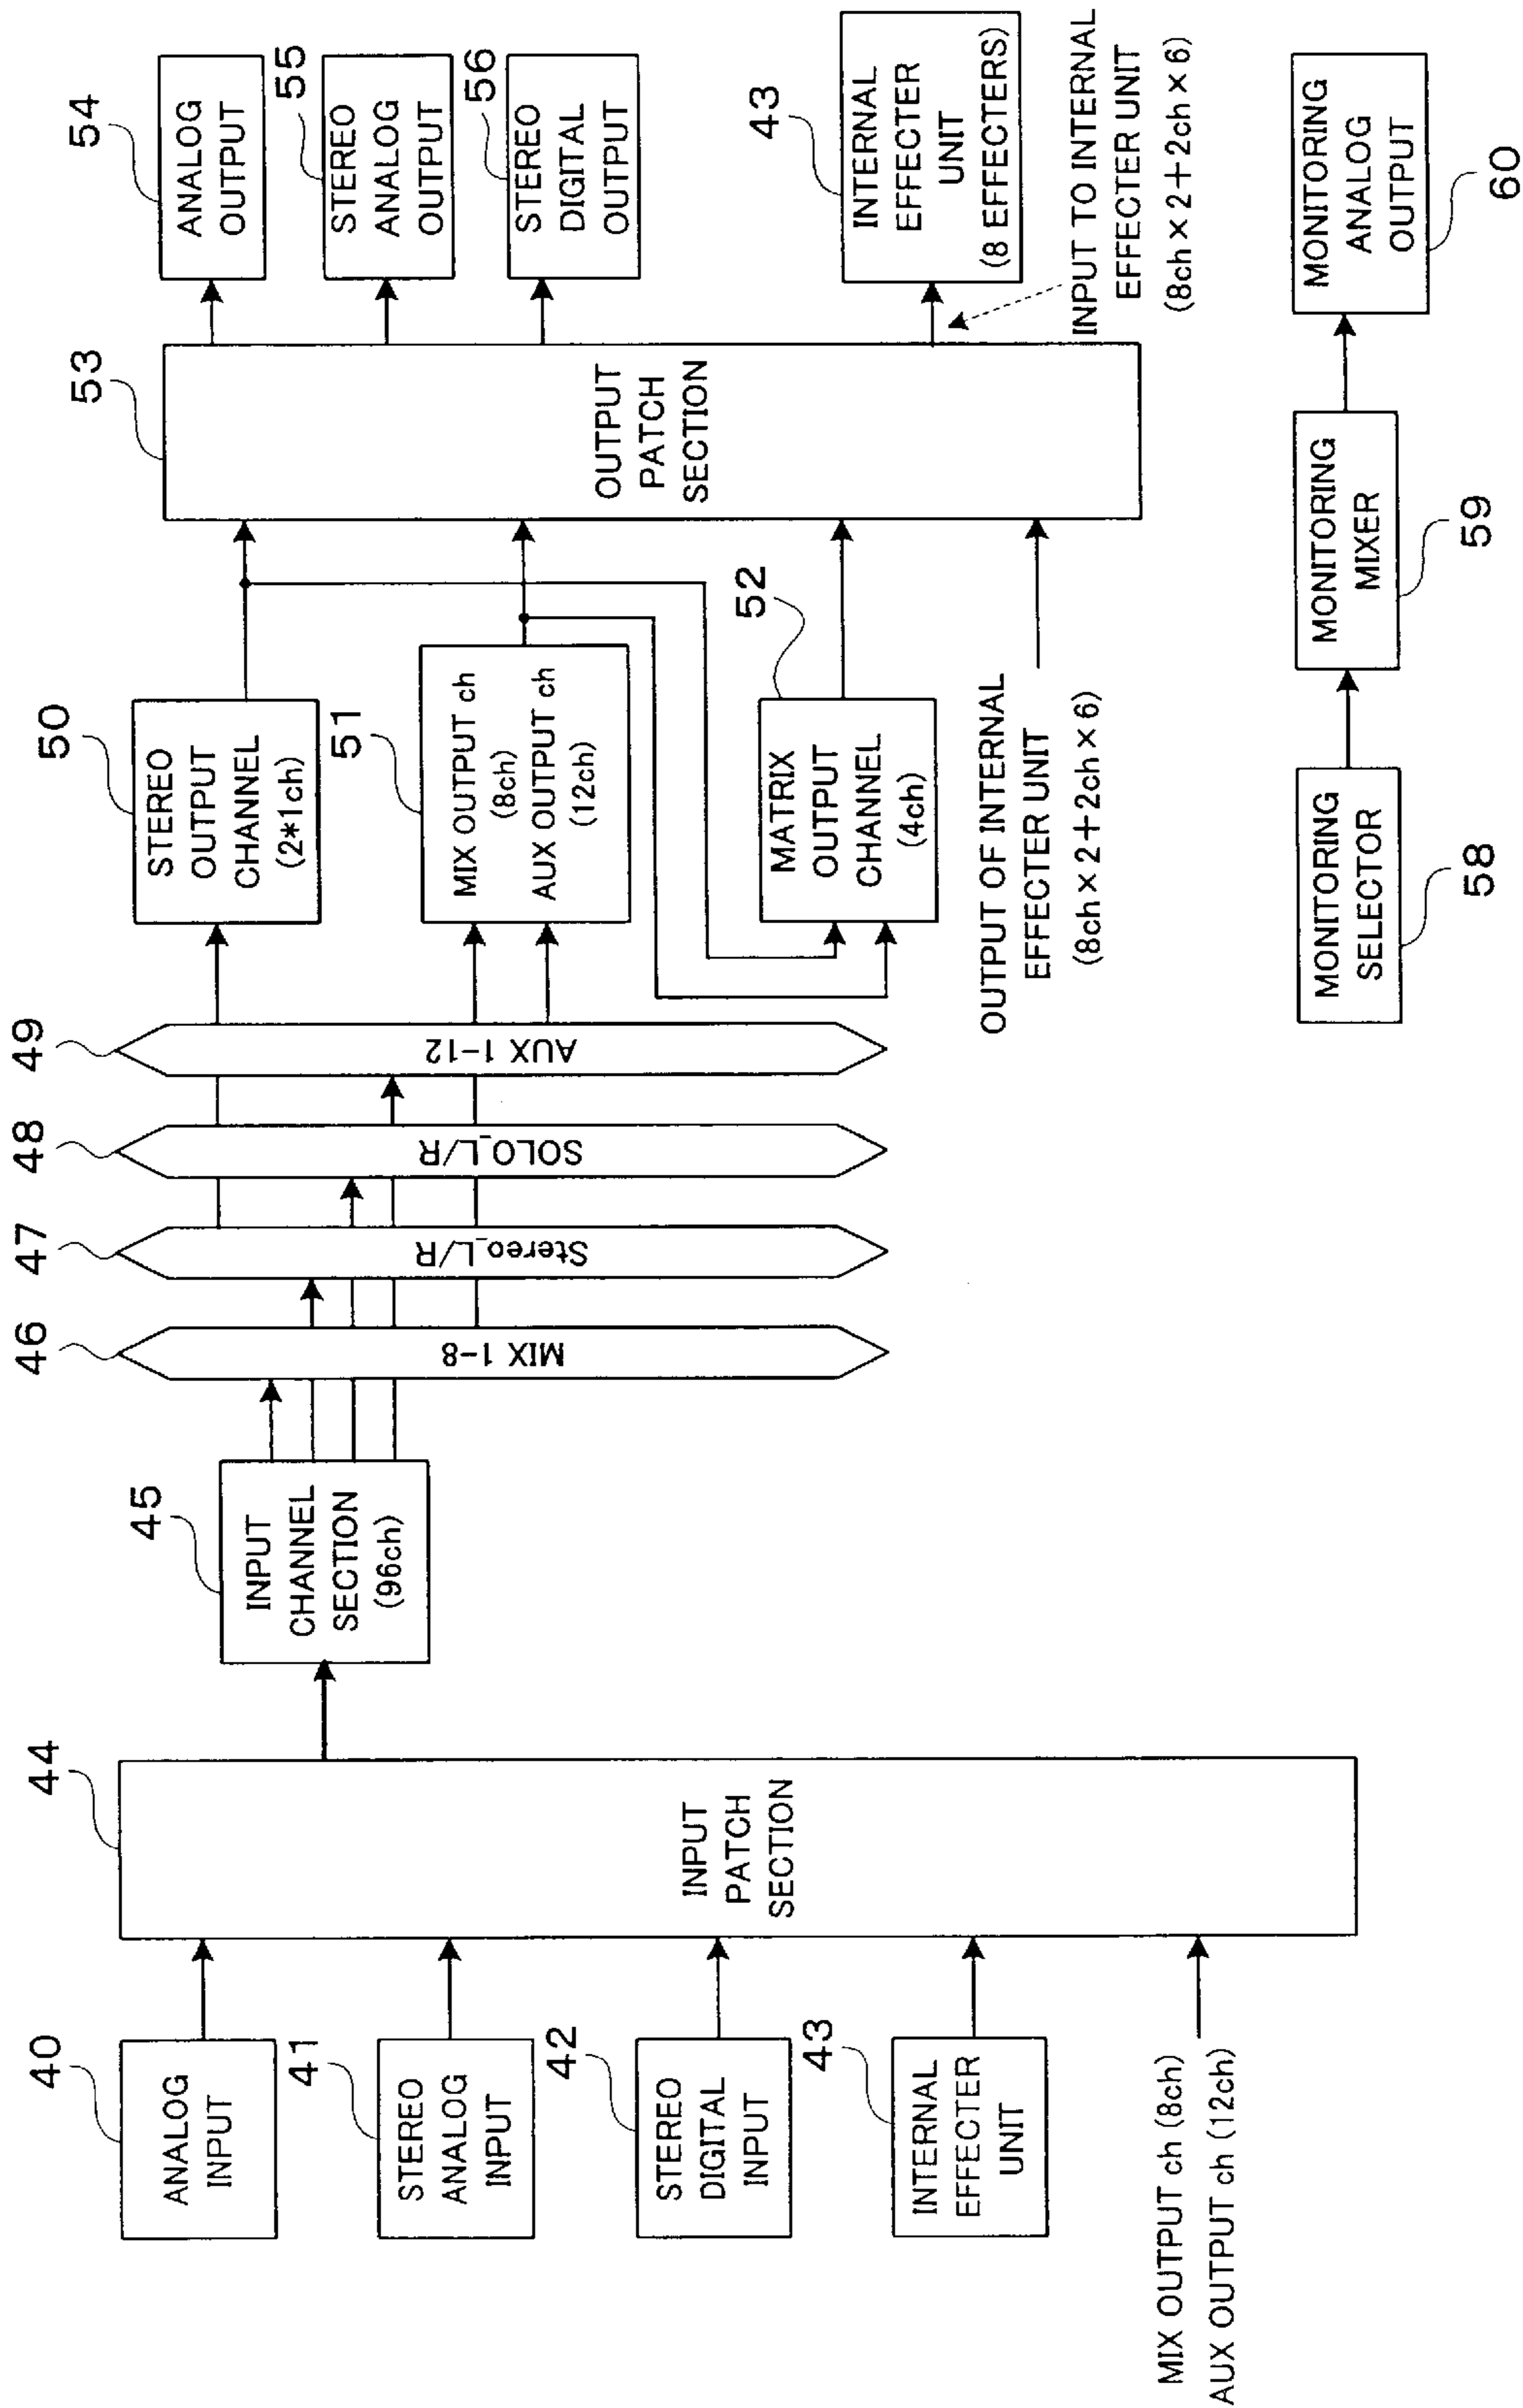 40
ANALOG
INPUT
41
STEREO
ANALOG
INPUT
42
STEREO
DIGITAL
INPUT
43
INTERNAL
EFFECTER
UNIT
MIX OUTPUT ch (8ch)
AUX OUTPUT ch (12ch)
44
INPUT
PATCH
SECTION
45
INPUT
CHANNEL
SECTION
(96ch)
46
MIX 1-8
47
Stereo_L/R
48
SOLO_L/R
49
AUX 1-12
50
STEREO
OUTPUT
CHANNEL
(2*1ch)
51
MIX OUTPUT ch
(8ch)
AUX OUTPUT ch
(12ch)
52
MATRIX
OUTPUT
CHANNEL
(4ch)
OUTPUT OF INTERNAL
EFFECTER UNIT
(8ch×2+2ch×6)
53
OUTPUT
PATCH
SECTION
54
ANALOG
OUTPUT
55
STEREO
ANALOG
OUTPUT
56
STEREO
DIGITAL
OUTPUT
43
INTERNAL
EFFECTER
UNIT
(8 EFFECTERS)
INPUT TO INTERNAL
EFFECTER UNIT
(8ch×2+2ch×6)
MONITORING
SELECTOR
58
MONITORING
MIXER
59
MONITORING
ANALOG
OUTPUT
60